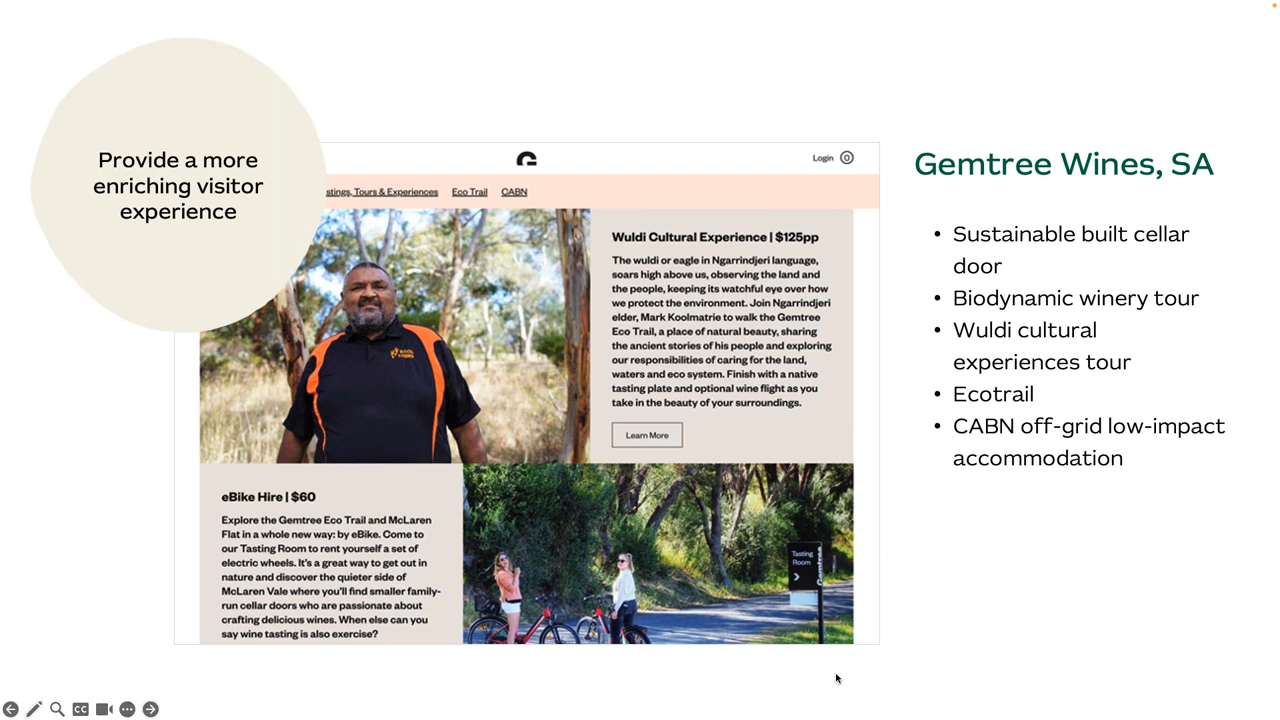 Provide a more
enriching visitor
experience
Login 0
stings, Tours & Experiences Eco Trail CABN
Wuldi Cultural Experience | $125pp
The wuldi or eagle in Ngarrindjeri language,
soars high above us, observing the land and
the people, keeping its watchful eye over how
we protect the environment. Join Ngarrindjeri
elder, Mark Koolmatrie to walk the Gemtree
Eco Trail, a place of natural beauty, sharing
the ancient stories of his people and exploring
our responsibilities of caring for the land,
waters and eco system. Finish with a native
tasting plate and optional wine flight as you
take in the beauty of your surroundings.
Learn More
KOOL
TOURS
eBike Hire | $60
Explore the Gemtree Eco Trail and McLaren
Flat in a whole new way: by eBike. Come to
our Tasting Room to rent yourself a set of
electric wheels. It's a great way to get out in
nature and discover the quieter side of
McLaren Vale where you'll find smaller family-
run cellar doors who are passionate about
crafting delicious wines. When else can you
say wine tasting is also exercise?
Tasting
Room
Gemtree
Gemtree Wines, SA
• Sustainable built cellar
door
• Biodynamic winery tour
• Wuldi cultural
experiences tour
• Ecotrail
• CABN off-grid low-impact
accommodation
CC